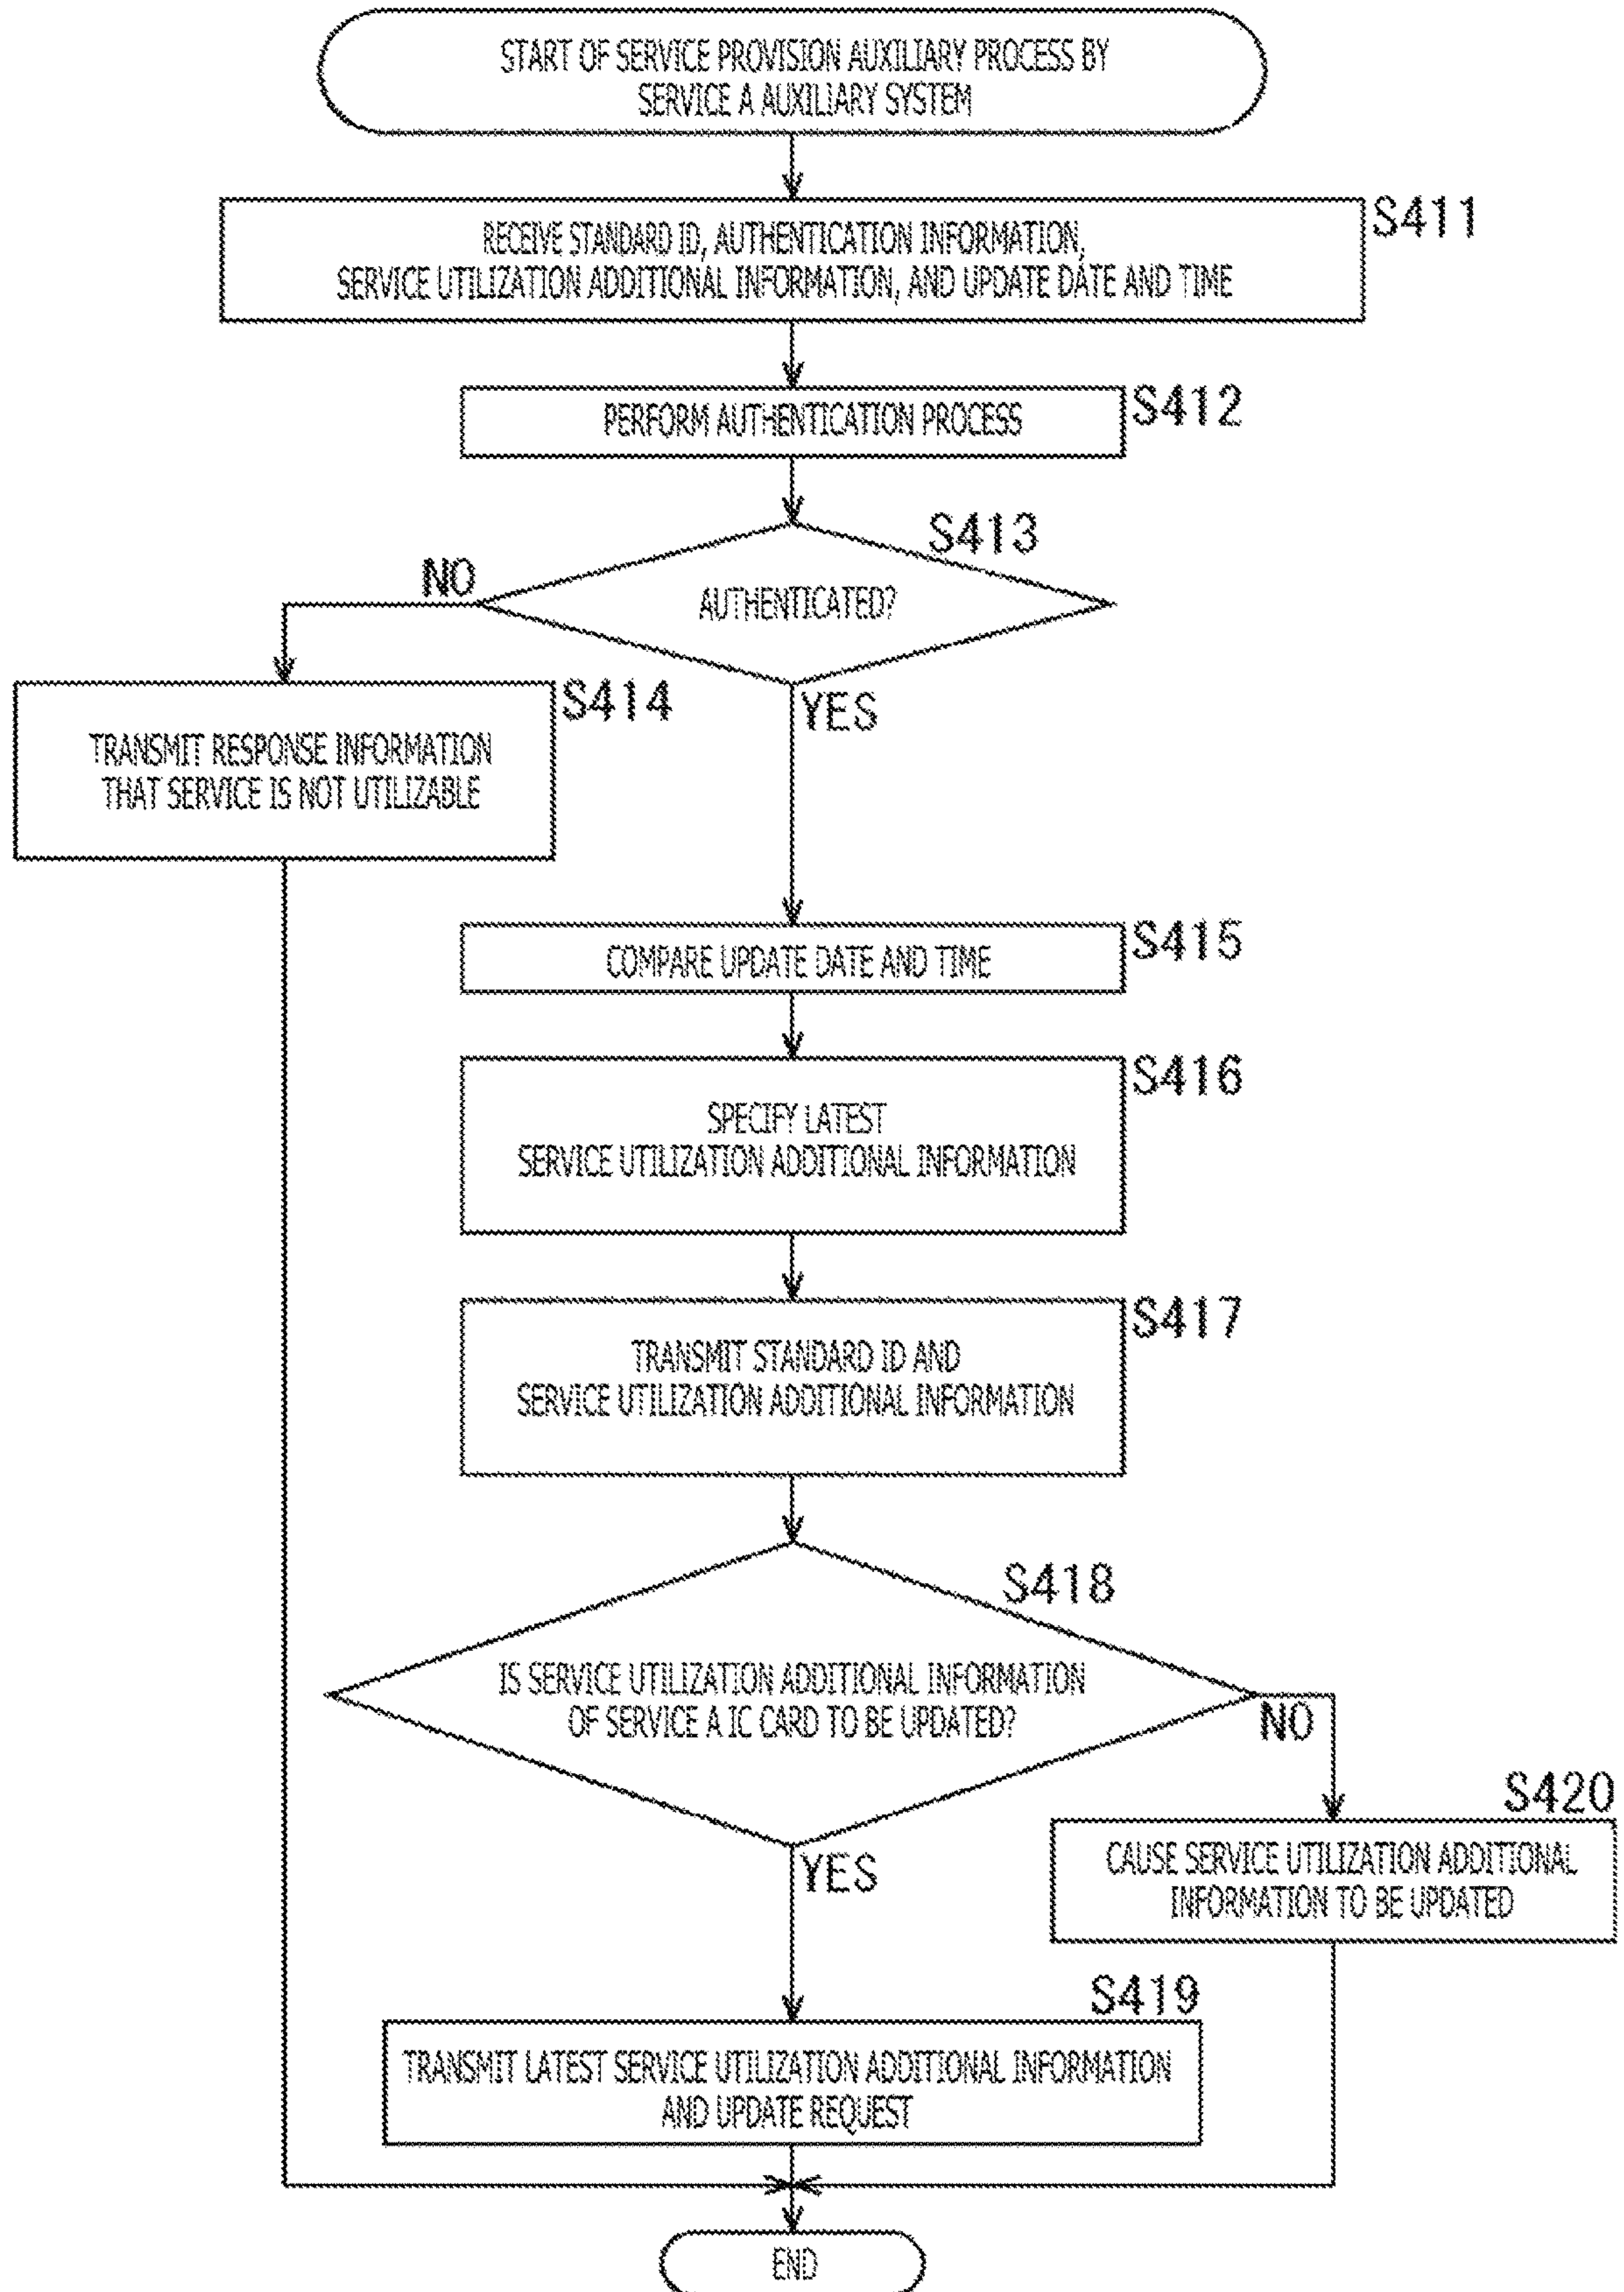 START OF SERVICE PROVISION AUXILIARY PROCESS BY
SERVICE A AUXILIARY SYSTEM
S411
RECEIVE STANDARD ID, AUTHENTICATION INFORMATION,
SERVICE UTILIZATION ADDITIONAL INFORMATION, AND UPDATE DATE AND TIME
S412
PERFORM AUTHENTICATION PROCESS
S413
NO
AUTHENTICATED?
YES
S414
TRANSMIT RESPONSE INFORMATION
THAT SERVICE IS NOT UTILIZABLE
S415
COMPARE UPDATE DATE AND TIME
S416
SPECIFY LATEST
SERVICE UTILIZATION ADDITIONAL INFORMATION
S417
TRANSMIT STANDARD ID AND
SERVICE UTILIZATION ADDITIONAL INFORMATION
S418
IS SERVICE UTILIZATION ADDITIONAL INFORMATION
OF SERVICE A IC CARD TO BE UPDATED?
NO
YES
S420
CAUSE SERVICE UTILIZATION ADDITIONAL
INFORMATION TO BE UPDATED
S419
TRANSMIT LATEST SERVICE UTILIZATION ADDITIONAL INFORMATION
AND UPDATE REQUEST
END